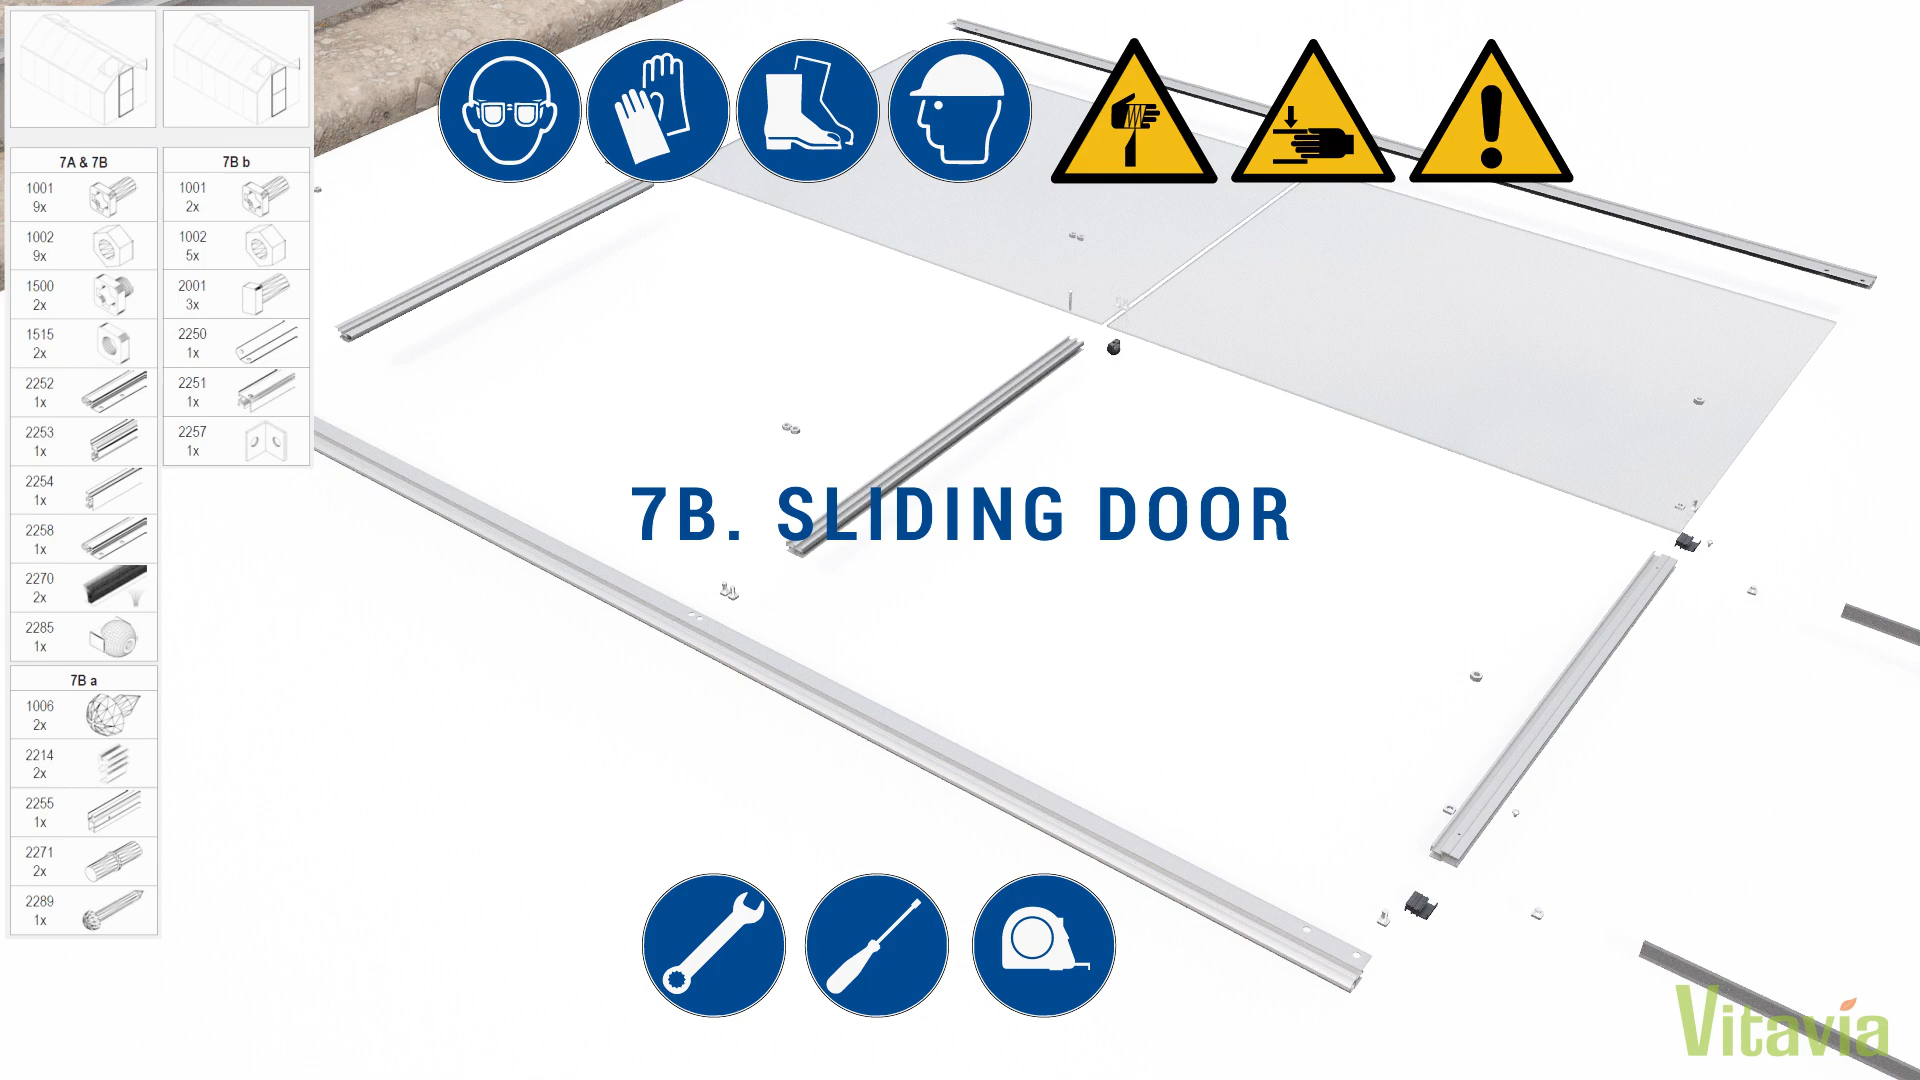 7A & 7B
1001
9x
1002
9x
1500
2x
1515
2x
2252
1x
2253
1x
2254
1x
2258
1x
2270
2x
2285
1x
7B a
1006
2x
2214
2x
2255
1x
2271
2x
2289
1x
7B b
1001
2x
1002
5x
2001
3x
2250
1x
2251
1x
2257
1x
7B. SLIDING DOOR
Vitavia